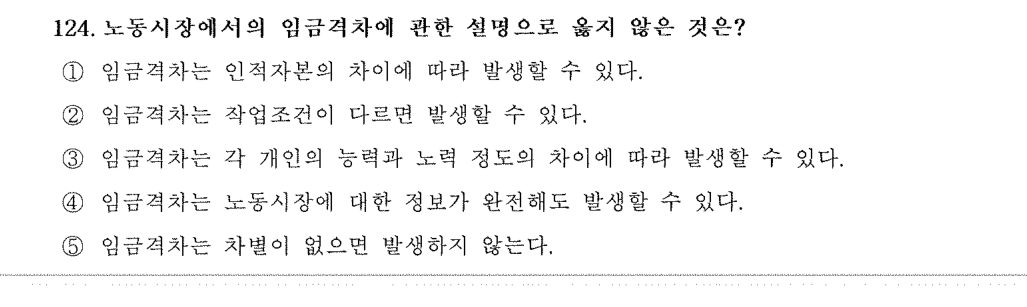 124. 노동시장에서의 임금격차에 관한 설명으로 옳지 않은 것은?
① 임금격차는 인적자본의 차이에 따라 발생할 수 있다.
② 임금격차는 작업조건이 다르면 발생할 수 있다.
③ 임금격차는 각 개인의 능력과 노력 정도의 차이에 따라 발생할 수 있다.
④ 임금격차는 노동시장에 대한 정보가 완전해도 발생할 수 있다.
⑤ 임금격차는 차별이 없으면 발생하지 않는다.